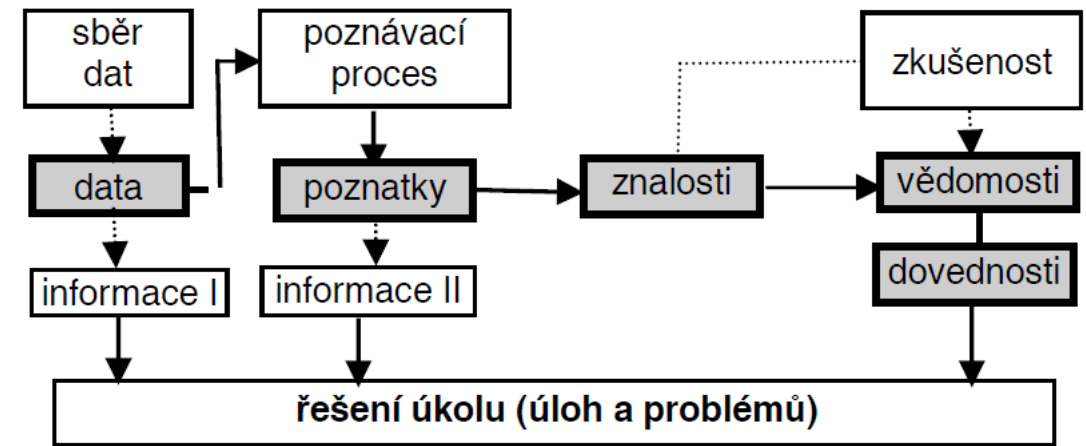 sběr
dat
poznávací
proces
zkušenost
data
poznatky
znalosti
vědomosti
dovednosti
informace I
informace II
řešení úkolu (úloh a problémů)